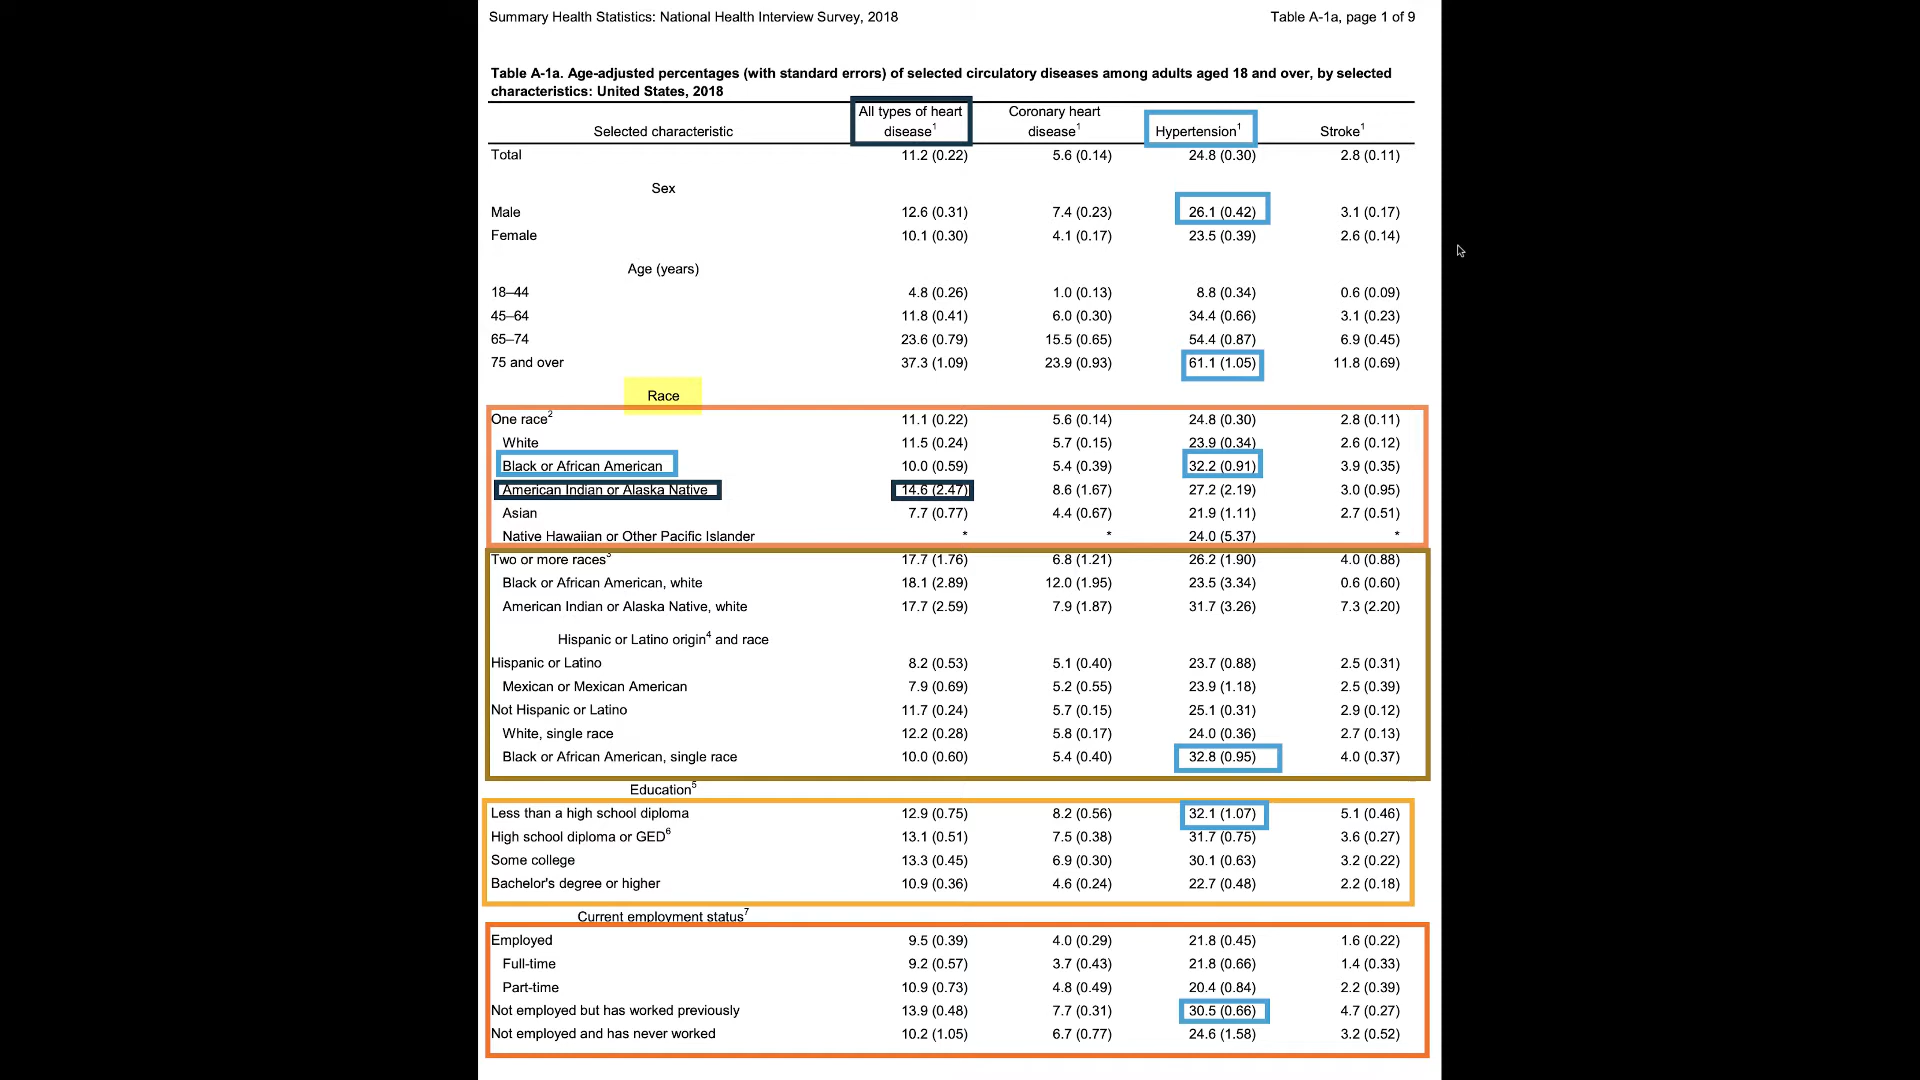 Summary Health Statistics: National Health Interview Survey, 2018 Table A-1a, page 1 of 9
Table A-1a. Age-adjusted percentages (with standard errors) of selected circulatory diseases among adults aged 18 and over, by selected
characteristics: United States, 2018
Selected characteristic All types of heart disease¹ Coronary heart disease¹ Hypertension¹ Stroke¹
Total 11.2 (0.22) 5.6 (0.14) 24.8 (0.30) 2.8 (0.11)
Sex
Male 12.6 (0.31) 7.4 (0.23) 26.1 (0.42) 3.1 (0.17)
Female 10.1 (0.30) 4.1 (0.17) 23.5 (0.39) 2.6 (0.14)
Age (years)
18–44 4.8 (0.26) 1.0 (0.13) 8.8 (0.34) 0.6 (0.09)
45–64 11.8 (0.41) 6.0 (0.30) 34.4 (0.66) 3.1 (0.23)
65–74 23.6 (0.79) 15.5 (0.65) 54.4 (0.87) 6.9 (0.45)
75 and over 37.3 (1.09) 23.9 (0.93) 61.1 (1.05) 11.8 (0.69)
Race
One race² 11.1 (0.22) 5.6 (0.14) 24.8 (0.30) 2.8 (0.11)
White 11.5 (0.24) 5.7 (0.15) 23.9 (0.34) 2.6 (0.12)
Black or African American 10.0 (0.59) 5.4 (0.39) 32.2 (0.91) 3.9 (0.35)
American Indian or Alaska Native 14.6 (2.47) 8.6 (1.67) 27.2 (2.19) 3.0 (0.95)
Asian 7.7 (0.77) 4.4 (0.67) 21.9 (1.11) 2.7 (0.51)
Native Hawaiian or Other Pacific Islander * * 24.0 (5.37) *
Two or more races³ 17.7 (1.76) 6.8 (1.21) 26.2 (1.90) 4.0 (0.88)
Black or African American, white 18.1 (2.89) 12.0 (1.95) 23.5 (3.34) 0.6 (0.60)
American Indian or Alaska Native, white 17.7 (2.59) 7.9 (1.87) 31.7 (3.26) 7.3 (2.20)
Hispanic or Latino origin⁴ and race
Hispanic or Latino 8.2 (0.53) 5.1 (0.40) 23.7 (0.88) 2.5 (0.31)
Mexican or Mexican American 7.9 (0.69) 5.2 (0.55) 23.9 (1.18) 2.5 (0.39)
Not Hispanic or Latino 11.7 (0.24) 5.7 (0.15) 25.1 (0.31) 2.9 (0.12)
White, single race 12.2 (0.28) 5.8 (0.17) 24.0 (0.36) 2.7 (0.13)
Black or African American, single race 10.0 (0.60) 5.4 (0.40) 32.8 (0.95) 4.0 (0.37)
Education⁵
Less than a high school diploma 12.9 (0.75) 8.2 (0.56) 32.1 (1.07) 5.1 (0.46)
High school diploma or GED⁶ 13.1 (0.51) 7.5 (0.38) 31.7 (0.75) 3.6 (0.27)
Some college 13.3 (0.45) 6.9 (0.30) 30.1 (0.63) 3.2 (0.22)
Bachelor's degree or higher 10.9 (0.36) 4.6 (0.24) 22.7 (0.48) 2.2 (0.18)
Current employment status⁷
Employed 9.5 (0.39) 4.0 (0.29) 21.8 (0.45) 1.6 (0.22)
Full-time 9.2 (0.57) 3.7 (0.43) 21.8 (0.66) 1.4 (0.33)
Part-time 10.9 (0.73) 4.8 (0.49) 20.4 (0.84) 2.2 (0.39)
Not employed but has worked previously 13.9 (0.48) 7.7 (0.31) 30.5 (0.66) 4.7 (0.27)
Not employed and has never worked 10.2 (1.05) 6.7 (0.77) 24.6 (1.58) 3.2 (0.52)